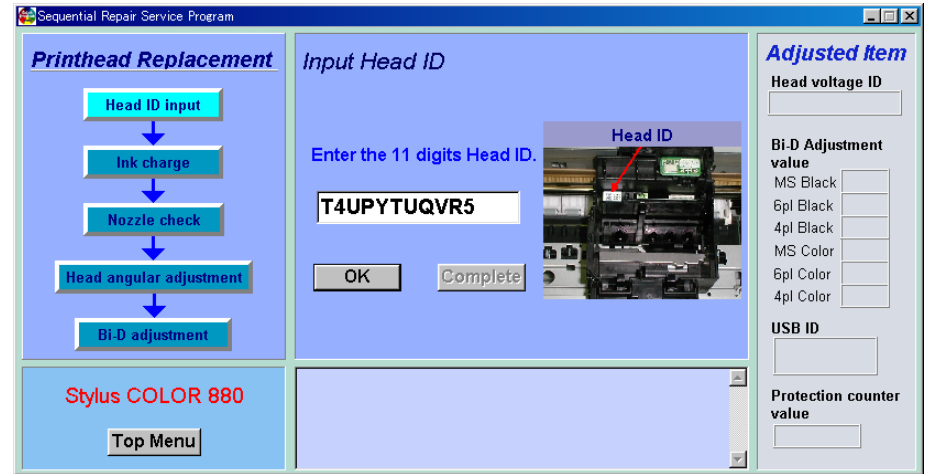 Sequential Repair Service Program
Printhead Replacement
Head ID input
Ink charge
Nozzle check
Head angular adjustment
Bi-D adjustment
Input Head ID
Enter the 11 digits Head ID.
T4UPYTUQVR5
OK
Complete
Head ID
Adjusted Item
Head voltage ID
Bi-D Adjustment
value
MS Black
6pl Black
4pl Black
MS Color
6pl Color
4pl Color
USB ID
Protection counter
value
Stylus COLOR 880
Top Menu